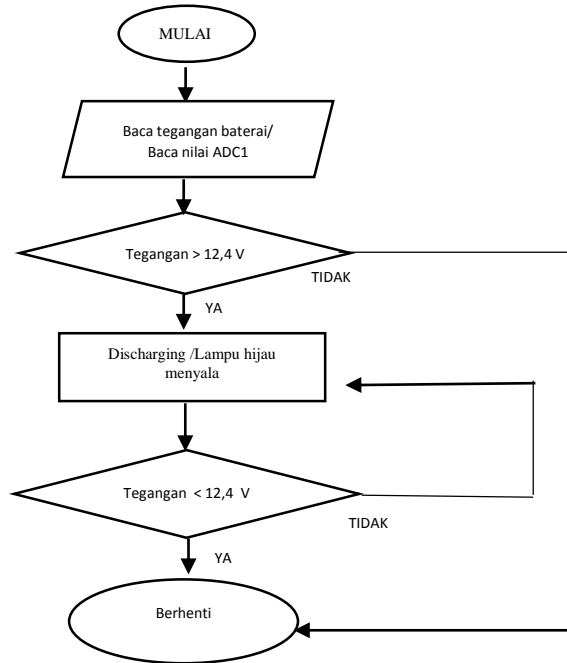 MULAI
Baca tegangan baterai/
Baca nilai ADC1
Tegangan > 12,4 V
TIDAK
YA
Discharging /Lampu hijau
menyala
Tegangan < 12,4 V
TIDAK
YA
Berhenti